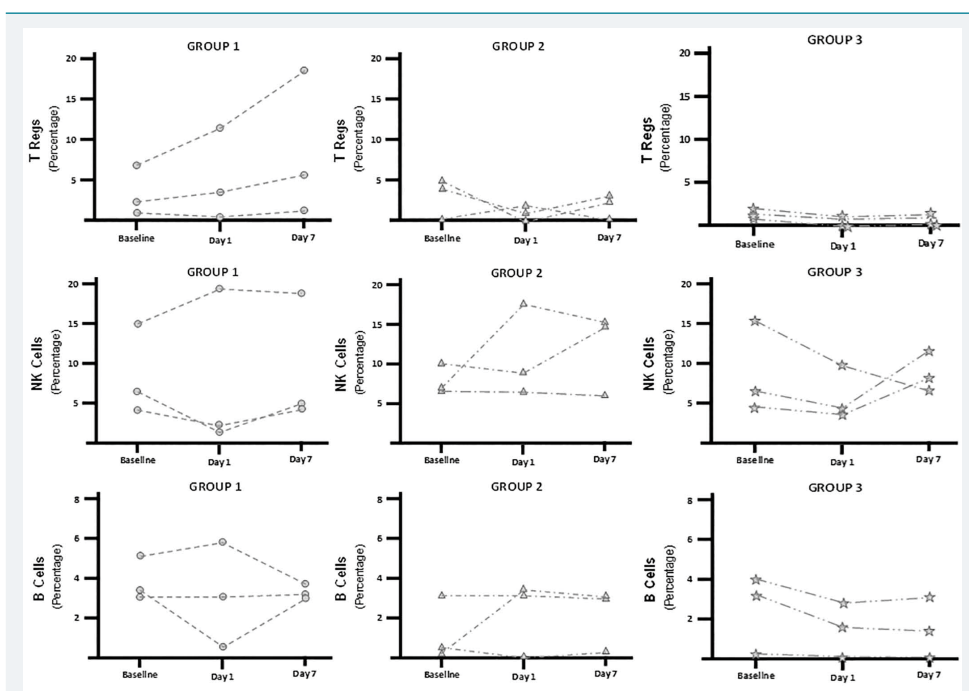 GROUP 1
T Regs
(Percentage)
20
15
10
5
Baseline
Day 1
Day 7
GROUP 2
T Regs
(Percentage)
20
15
10
5
Baseline
Day 1
Day 7
GROUP 3
T Regs
(Percentage)
20
15
10
5
Baseline
Day 1
Day 7
GROUP 1
NK Cells
(Percentage)
20
15
10
5
Baseline
Day 1
Day 7
GROUP 2
NK Cells
(Percentage)
20
15
10
5
Baseline
Day 1
Day 7
GROUP 3
NK Cells
(Percentage)
20
15
10
5
Baseline
Day 1
Day 7
GROUP 1
B Cells
(Percentage)
8
6
4
2
Baseline
Day 1
Day 7
GROUP 2
B Cells
(Percentage)
8
6
4
2
Baseline
Day 1
Day 7
GROUP 3
B Cells
(Percentage)
8
6
4
2
Baseline
Day 1
Day 7